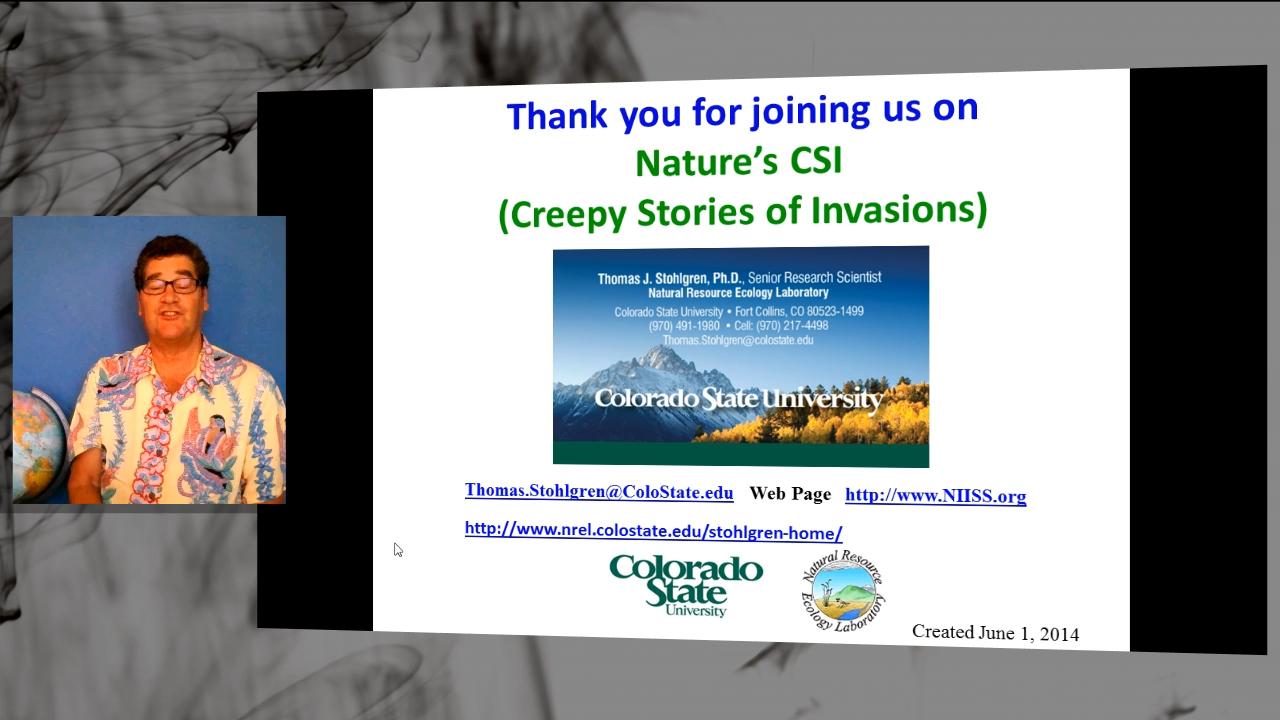 Thank you for joining us on
Nature's CSI
(Creepy Stories of Invasions)
Thomas J. Stohlgren, Ph.D., Senior Research Scientist
Natural Resource Ecology Laboratory
Colorado State University • Fort Collins, CO 80523-1499
(970) 491-1980 • Cell: (970) 217-4498
Thomas.Stohlgren@colostate.edu
Colorado State University
Thomas.Stohlgren@ColoState.edu Web Page http://www.NIISS.org
http://www.nrel.colostate.edu/stohlgren-home/
Colorado
State
University
Natural Resource
Ecology Laboratory
Created June 1, 2014